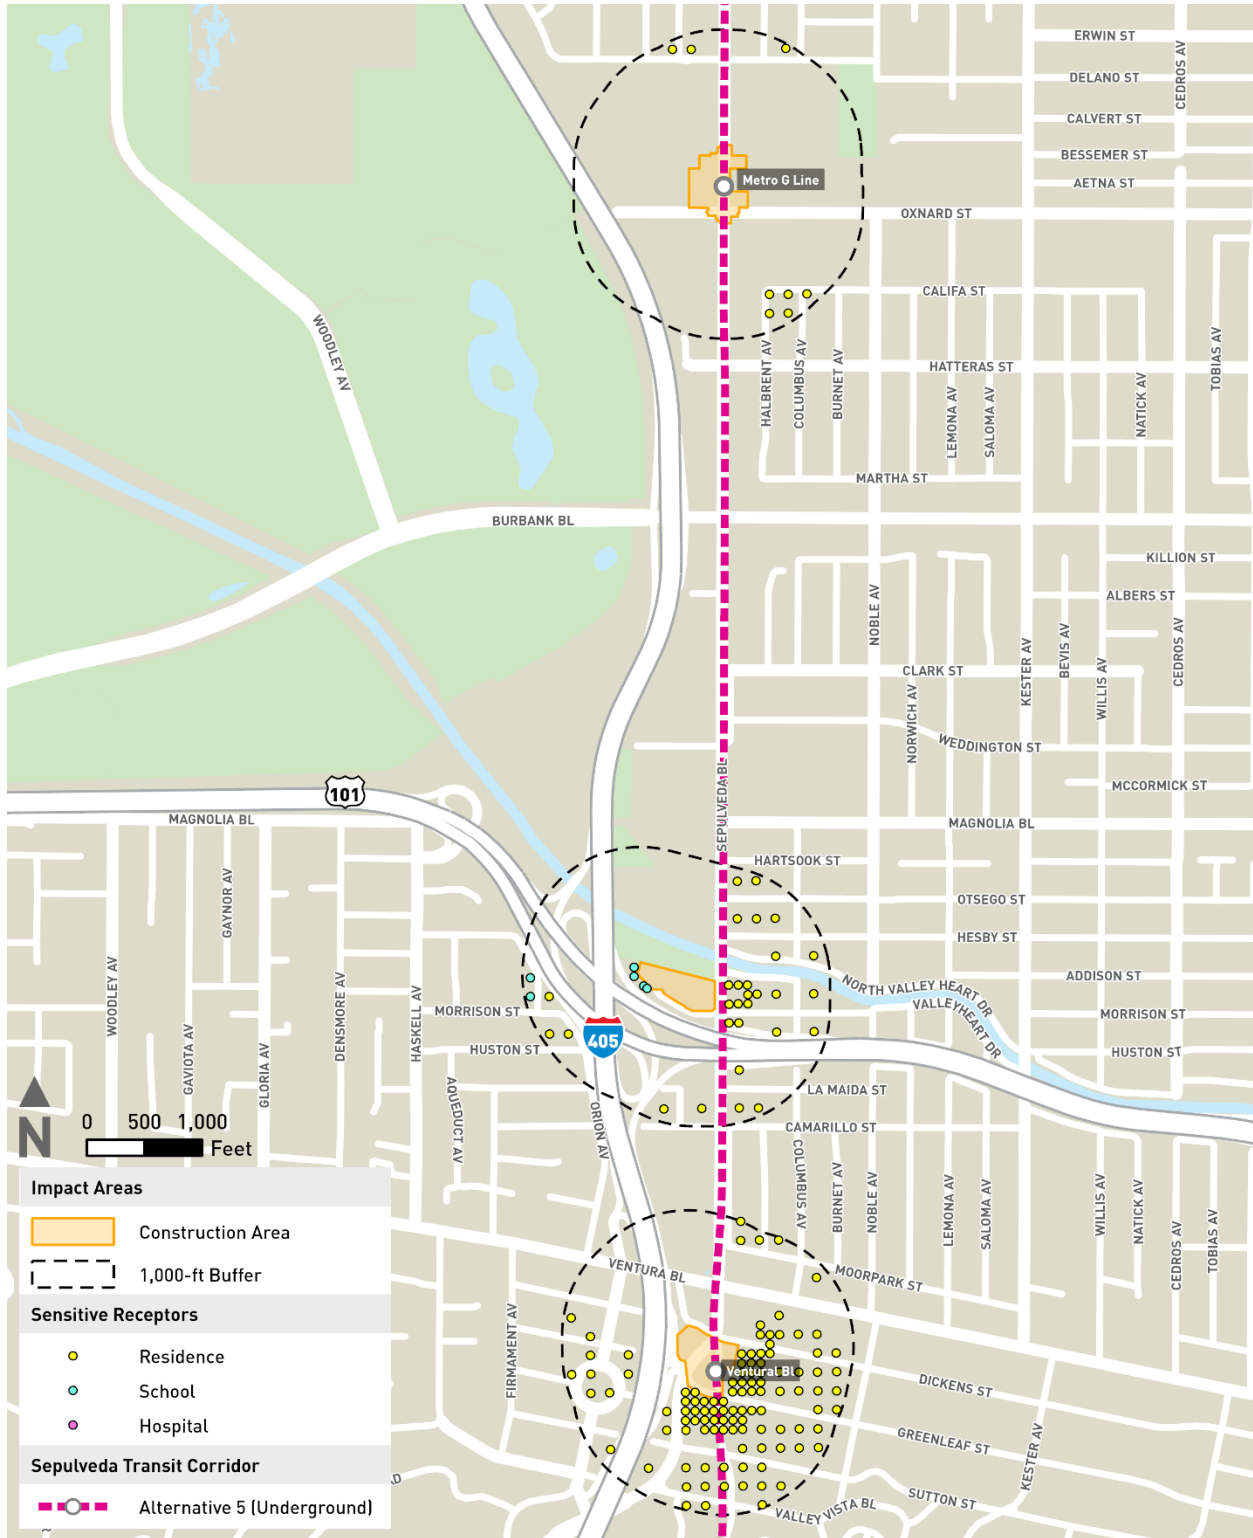 ERWIN ST
DELANO ST
CEDROS AV
CALVERT ST
BESSEMER ST
AETNA ST
Metro G Line
OXNARD ST
CALIFA ST
WOODLEY AV
HALBRENT AV
COLUMBUS AV
BURNET AV
HATTERAS ST
LEMONA AV
SALOMA AV
NATICK AV
TOBIAS AV
MARTHA ST
BURBANK BL
KILLION ST
ALBERS ST
NOBLE AV
KESTER AV
BEVIS AV
WILLIS AV
CEDROS AV
CLARK ST
NORWICH AV
WEDDINGTON ST
MCCORMICK ST
101
MAGNOLIA BL
SEPULVEDA BL
MAGNOLIA BL
HARTSOOK ST
OTSEGO ST
HESBY ST
ADDISON ST
NORTH VALLEY HEART DR
VALLEYHEART DR
MORRISON ST
HUSTON ST
WOODLEY AV
GAYNOR AV
GAVIOTA AV
GLORIA AV
DENSMORE AV
HASKELL AV
MORRISON ST
HUSTON ST
405
AQUEDUCT AV
ORION AV
LA MAIDA ST
CAMARILLO ST
COLUMBUS AV
BURNET AV
NOBLE AV
LEMONA AV
SALOMA AV
WILLIS AV
NATICK AV
CEDROS AV
TOBIAS AV
VENTURA BL
MOORPARK ST
FIRMAMENT AV
Ventural Bl
DICKENS ST
GREENLEAF ST
KESTER AV
SUTTON ST
VALLEY VISTA BL
AD
N
0 500 1,000
Feet
Impact Areas
Construction Area
1,000-ft Buffer
Sensitive Receptors
Residence
School
Hospital
Sepulveda Transit Corridor
Alternative 5 (Underground)